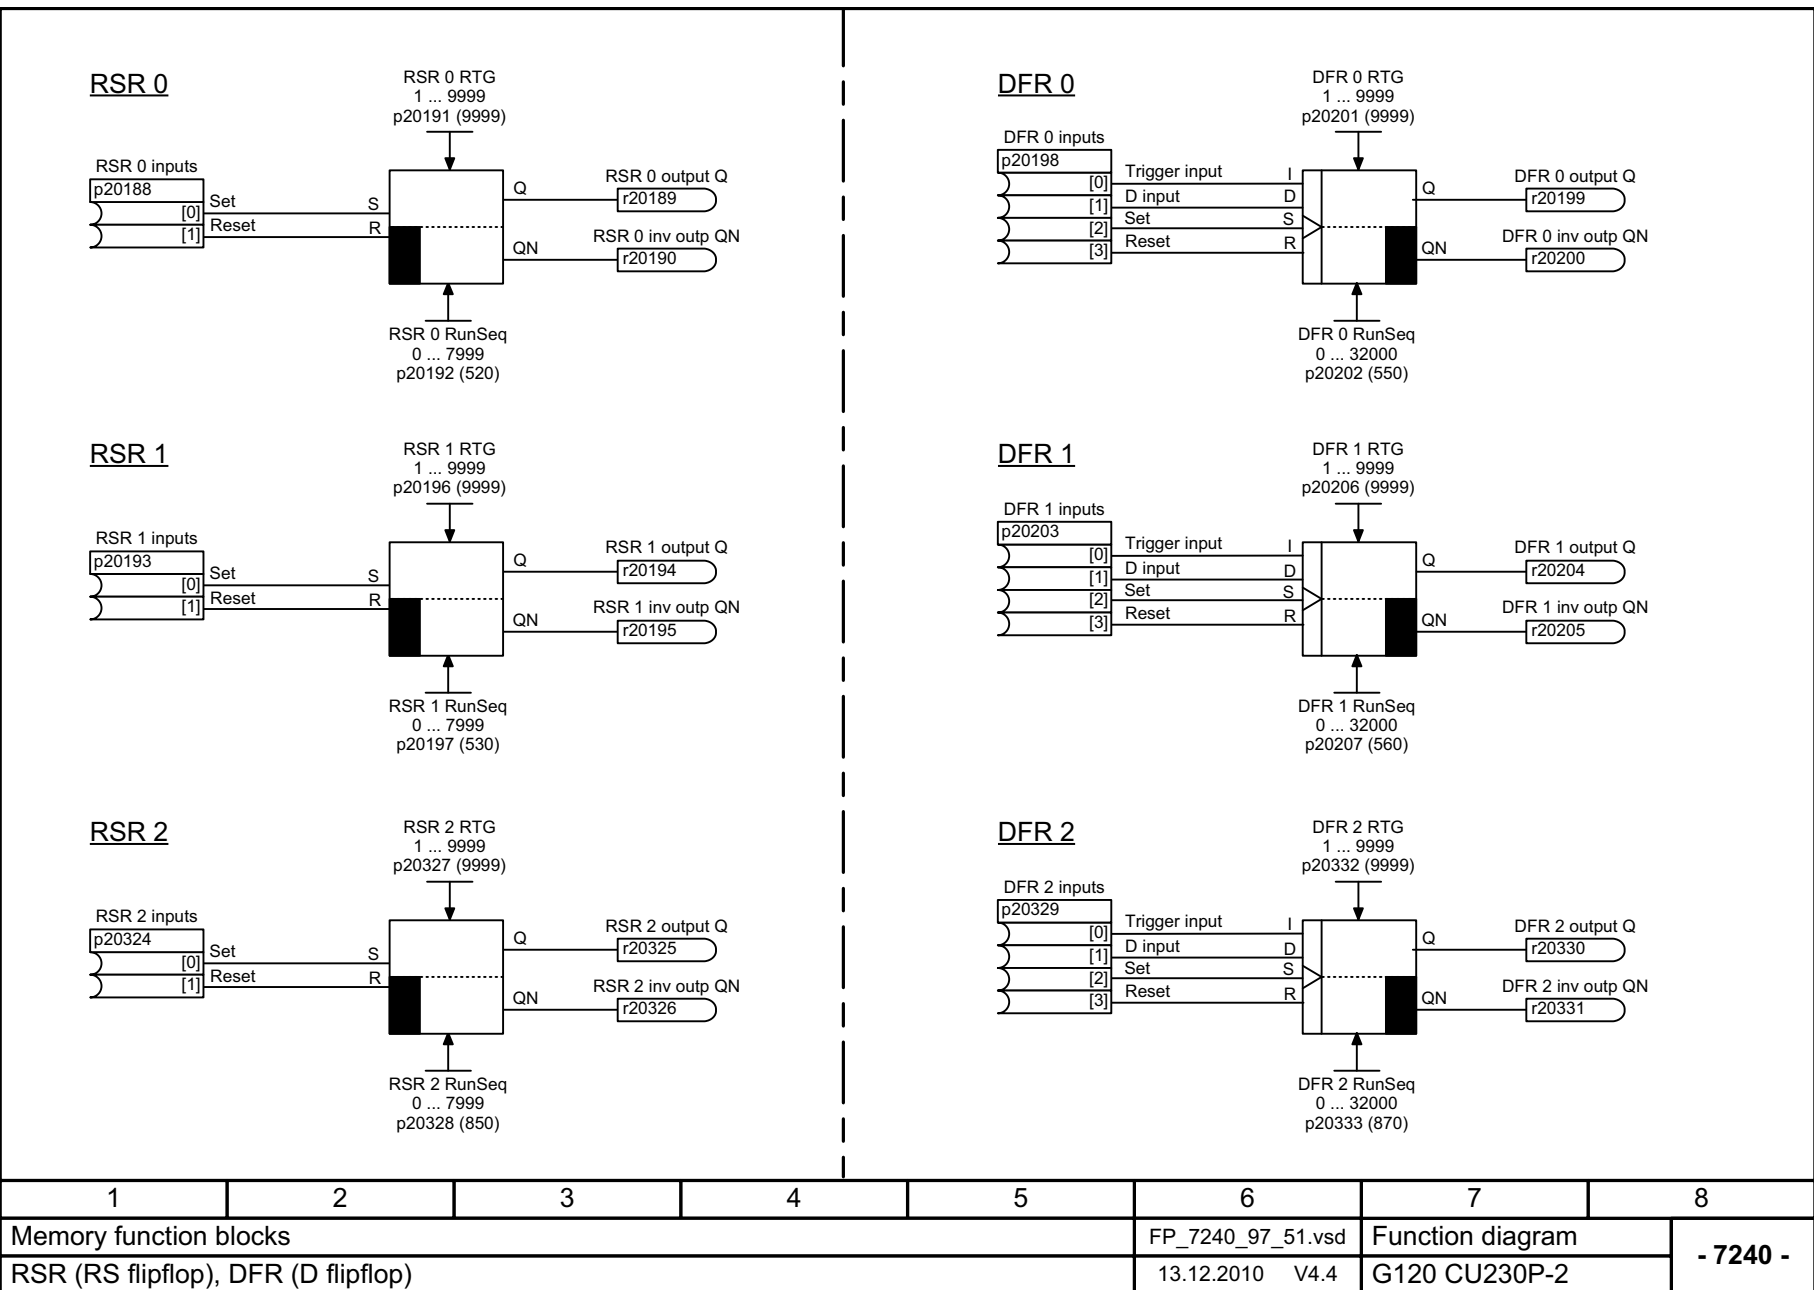 RSR 0
RSR 0 RTG
1 ... 9999
p20191 (9999)
RSR 0 inputs
p20188
[0]
[1]
Set
Reset
S
R
Q
QN
RSR 0 output Q
r20189
RSR 0 inv outp QN
r20190
RSR 0 RunSeq
0 ... 7999
p20192 (520)
RSR 1
RSR 1 RTG
1 ... 9999
p20196 (9999)
RSR 1 inputs
p20193
[0]
[1]
Set
Reset
S
R
Q
QN
RSR 1 output Q
r20194
RSR 1 inv outp QN
r20195
RSR 1 RunSeq
0 ... 7999
p20197 (530)
RSR 2
RSR 2 RTG
1 ... 9999
p20327 (9999)
RSR 2 inputs
p20324
[0]
[1]
Set
Reset
S
R
Q
QN
RSR 2 output Q
r20325
RSR 2 inv outp QN
r20326
RSR 2 RunSeq
0 ... 7999
p20328 (850)
DFR 0
DFR 0 RTG
1 ... 9999
p20201 (9999)
DFR 0 inputs
p20198
[0]
[1]
[2]
[3]
Trigger input
D input
Set
Reset
I
D
S
R
Q
QN
DFR 0 output Q
r20199
DFR 0 inv outp QN
r20200
DFR 0 RunSeq
0 ... 32000
p20202 (550)
DFR 1
DFR 1 RTG
1 ... 9999
p20206 (9999)
DFR 1 inputs
p20203
[0]
[1]
[2]
[3]
Trigger input
D input
Set
Reset
I
D
S
R
Q
QN
DFR 1 output Q
r20204
DFR 1 inv outp QN
r20205
DFR 1 RunSeq
0 ... 32000
p20207 (560)
DFR 2
DFR 2 RTG
1 ... 9999
p20332 (9999)
DFR 2 inputs
p20329
[0]
[1]
[2]
[3]
Trigger input
D input
Set
Reset
I
D
S
R
Q
QN
DFR 2 output Q
r20330
DFR 2 inv outp QN
r20331
DFR 2 RunSeq
0 ... 32000
p20333 (870)
1 2 3 4 5 6 7 8
Memory function blocks
RSR (RS flipflop), DFR (D flipflop)
FP_7240_97_51.vsd
13.12.2010 V4.4
Function diagram
G120 CU230P-2
- 7240 -